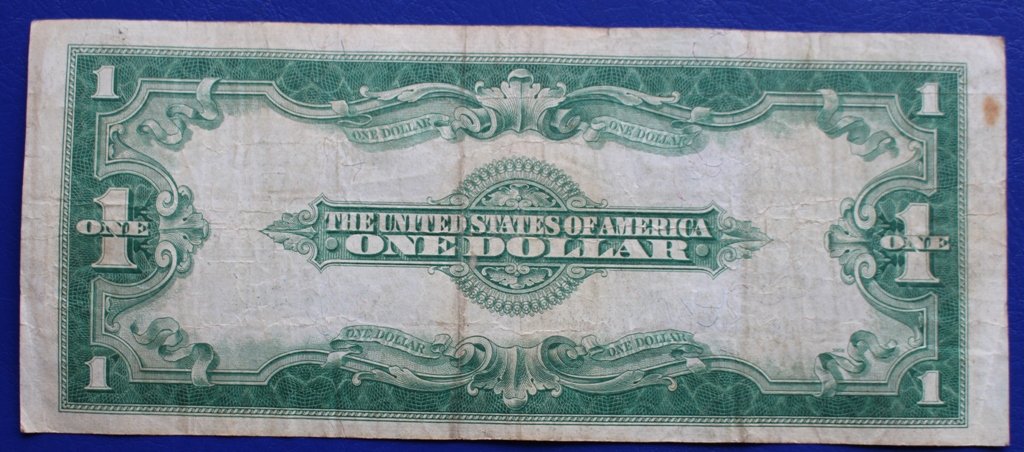 1 1
ONE DOLLAR ONE DOLLAR
1 THE UNITED STATES OF AMERICA 1
ONE ONE DOLLAR ONE
ONE DOLLAR ONE DOLLAR
1 1